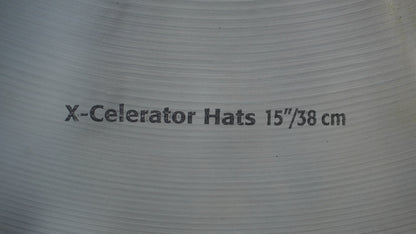 X-Celerator Hats 15"/38 cm